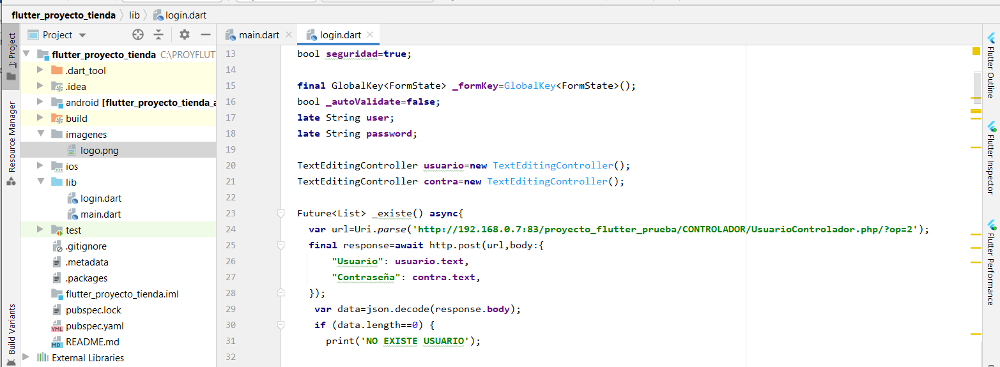 flutter_proyecto_tienda lib login.dart
Project
main.dart
login.dart
1: Project
Resource Manager
Build Variants
flutter_proyecto_tienda C:\PROYFLUT
.dart_tool
.idea
android [flutter_proyecto_tienda_a
build
imagenes
logo.png
ios
lib
login.dart
main.dart
test
.gitignore
.metadata
.packages
flutter_proyecto_tienda.iml
pubspec.lock
pubspec.yaml
README.md
External Libraries
13 bool seguridad=true;
14
15 final GlobalKey<FormState> _formKey=GlobalKey<FormState>();
16 bool _autoValidate=false;
17 late String user;
18 late String password;
19
20 TextEditingController usuario=new TextEditingController();
21 TextEditingController contra=new TextEditingController();
22
23 Future<List> _existe() async{
24 var url=Uri.parse('http://192.168.0.7:83/proyecto_flutter_prueba/CONTROLADOR/UsuarioControlador.php/?op=2');
25 final response=await http.post(url,body:{
26 "Usuario": usuario.text,
27 "Contraseña": contra.text,
28 });
29 var data=json.decode(response.body);
30 if (data.length==0) {
31 print('NO EXISTE USUARIO');
32
Flutter Outline
Flutter Inspector
Flutter Performance